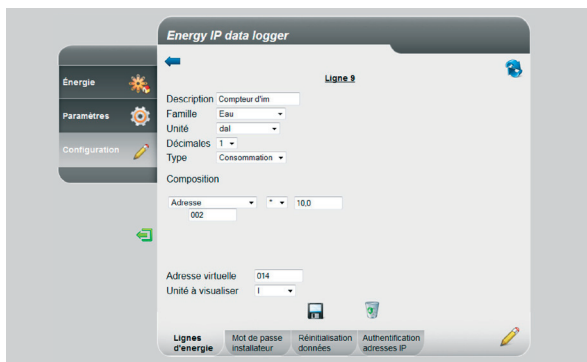 Energy IP data logger
Ligne 9
Énergie
Paramètres
Configuration
Description Compteur d'im
Famille Eau
Unité dal
Décimales 1
Type Consommation
Composition
Adresse * 10,0
002
Adresse virtuelle 014
Unité à visualiser l
Lignes d'energie
Mot de passe installateur
Réinitialisation données
Authentification adresses IP